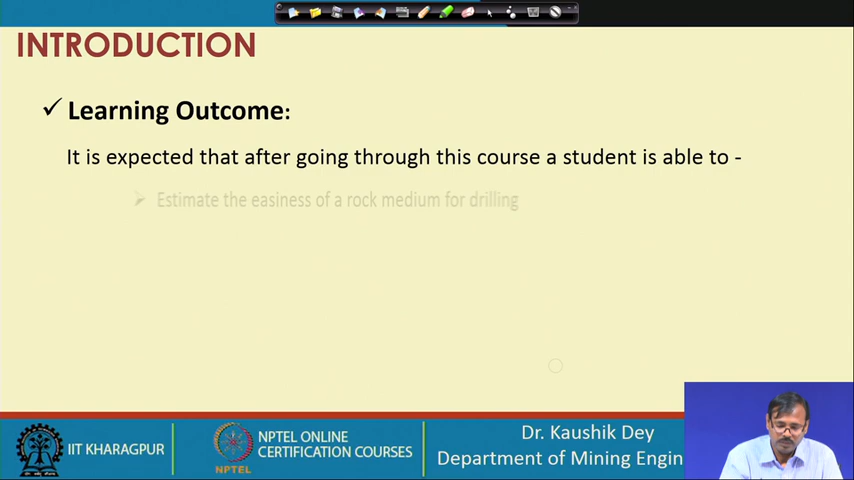 INTRODUCTION
✓ Learning Outcome:
It is expected that after going through this course a student is able to -
➢ Estimate the easiness of a rock medium for drilling
IIT KHARAGPUR
NPTEL
NPTEL ONLINE
CERTIFICATION COURSES
Dr. Kaushik Dey
Department of Mining Engin